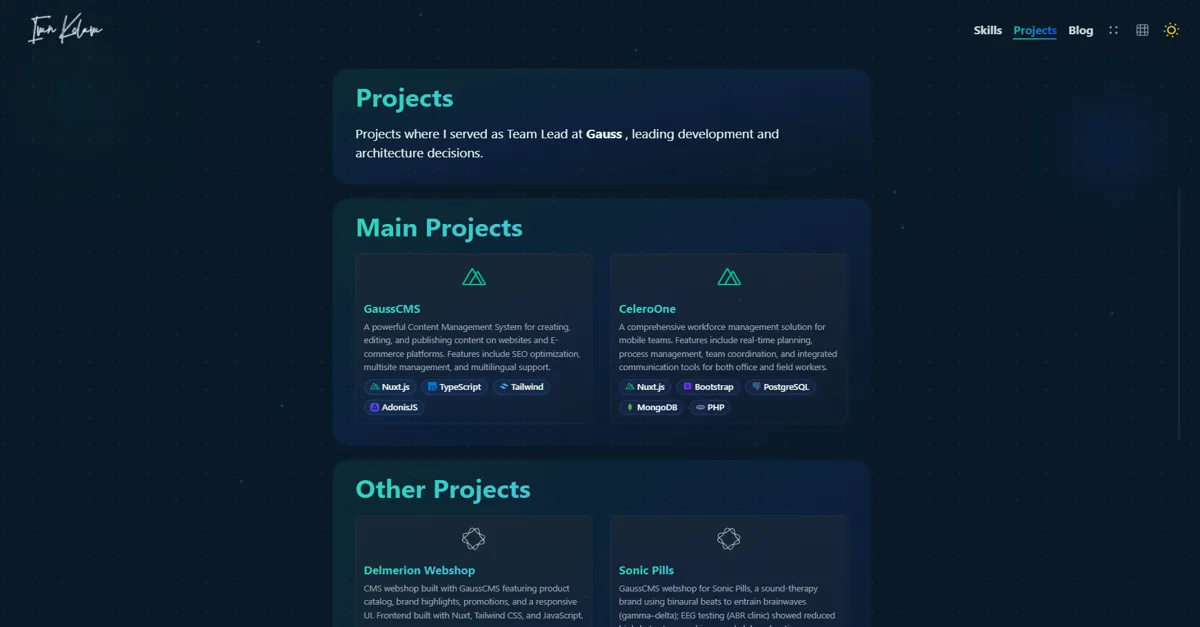 Ivan Kelava
Skills Projects Blog
Projects
Projects where I served as Team Lead at Gauss , leading development and
architecture decisions.
Main Projects
GaussCMS
A powerful Content Management System for creating,
editing, and publishing content on websites and E-
commerce platforms. Features include SEO optimization,
multisite management, and multilingual support.
Nuxt.js TypeScript Tailwind
AdonisJS
CeleroOne
A comprehensive workforce management solution for
mobile teams. Features include real-time planning,
process management, team coordination, and integrated
communication tools for both office and field workers.
Nuxt.js Bootstrap PostgreSQL
MongoDB PHP
Other Projects
Delmerion Webshop
CMS webshop built with GaussCMS featuring product
catalog, brand highlights, promotions, and a responsive
UI. Frontend built with Nuxt, Tailwind CSS, and JavaScript.
Sonic Pills
GaussCMS webshop for Sonic Pills, a sound-therapy
brand using binaural beats to entrain brainwaves
(gamma–delta); EEG testing (ABR clinic) showed reduced